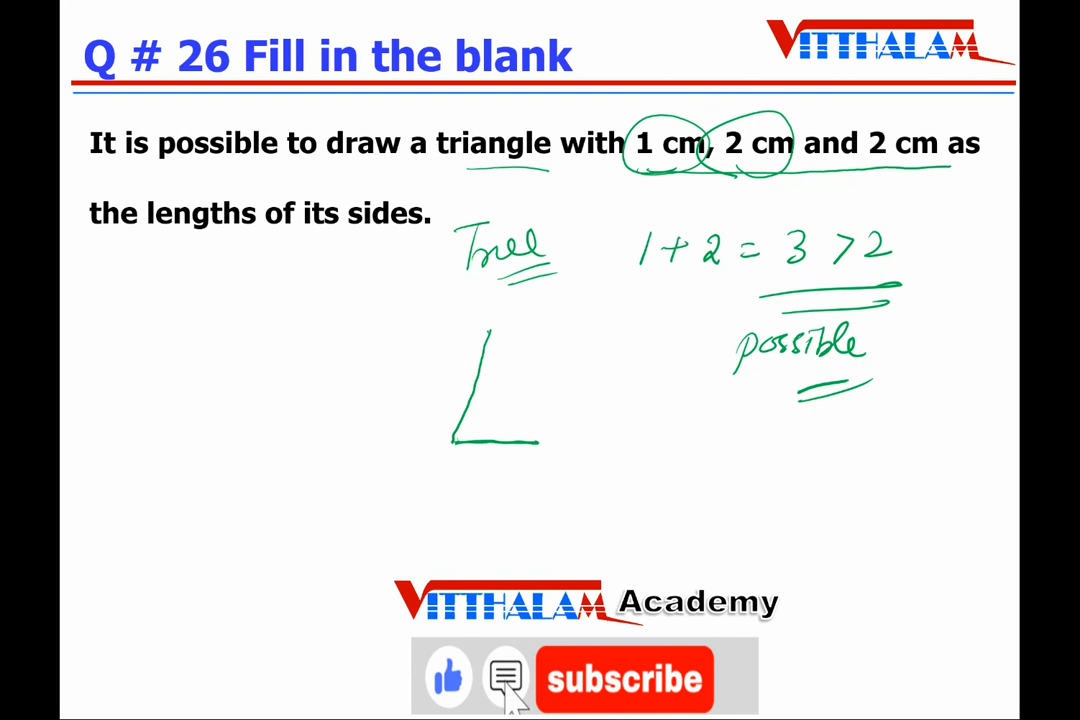 Q # 26 Fill in the blank
VITTHALAM
It is possible to draw a triangle with 1 cm, 2 cm and 2 cm as
the lengths of its sides.
True 1 + 2 = 3 > 2
possible
VITTHALAM Academy
subscribe